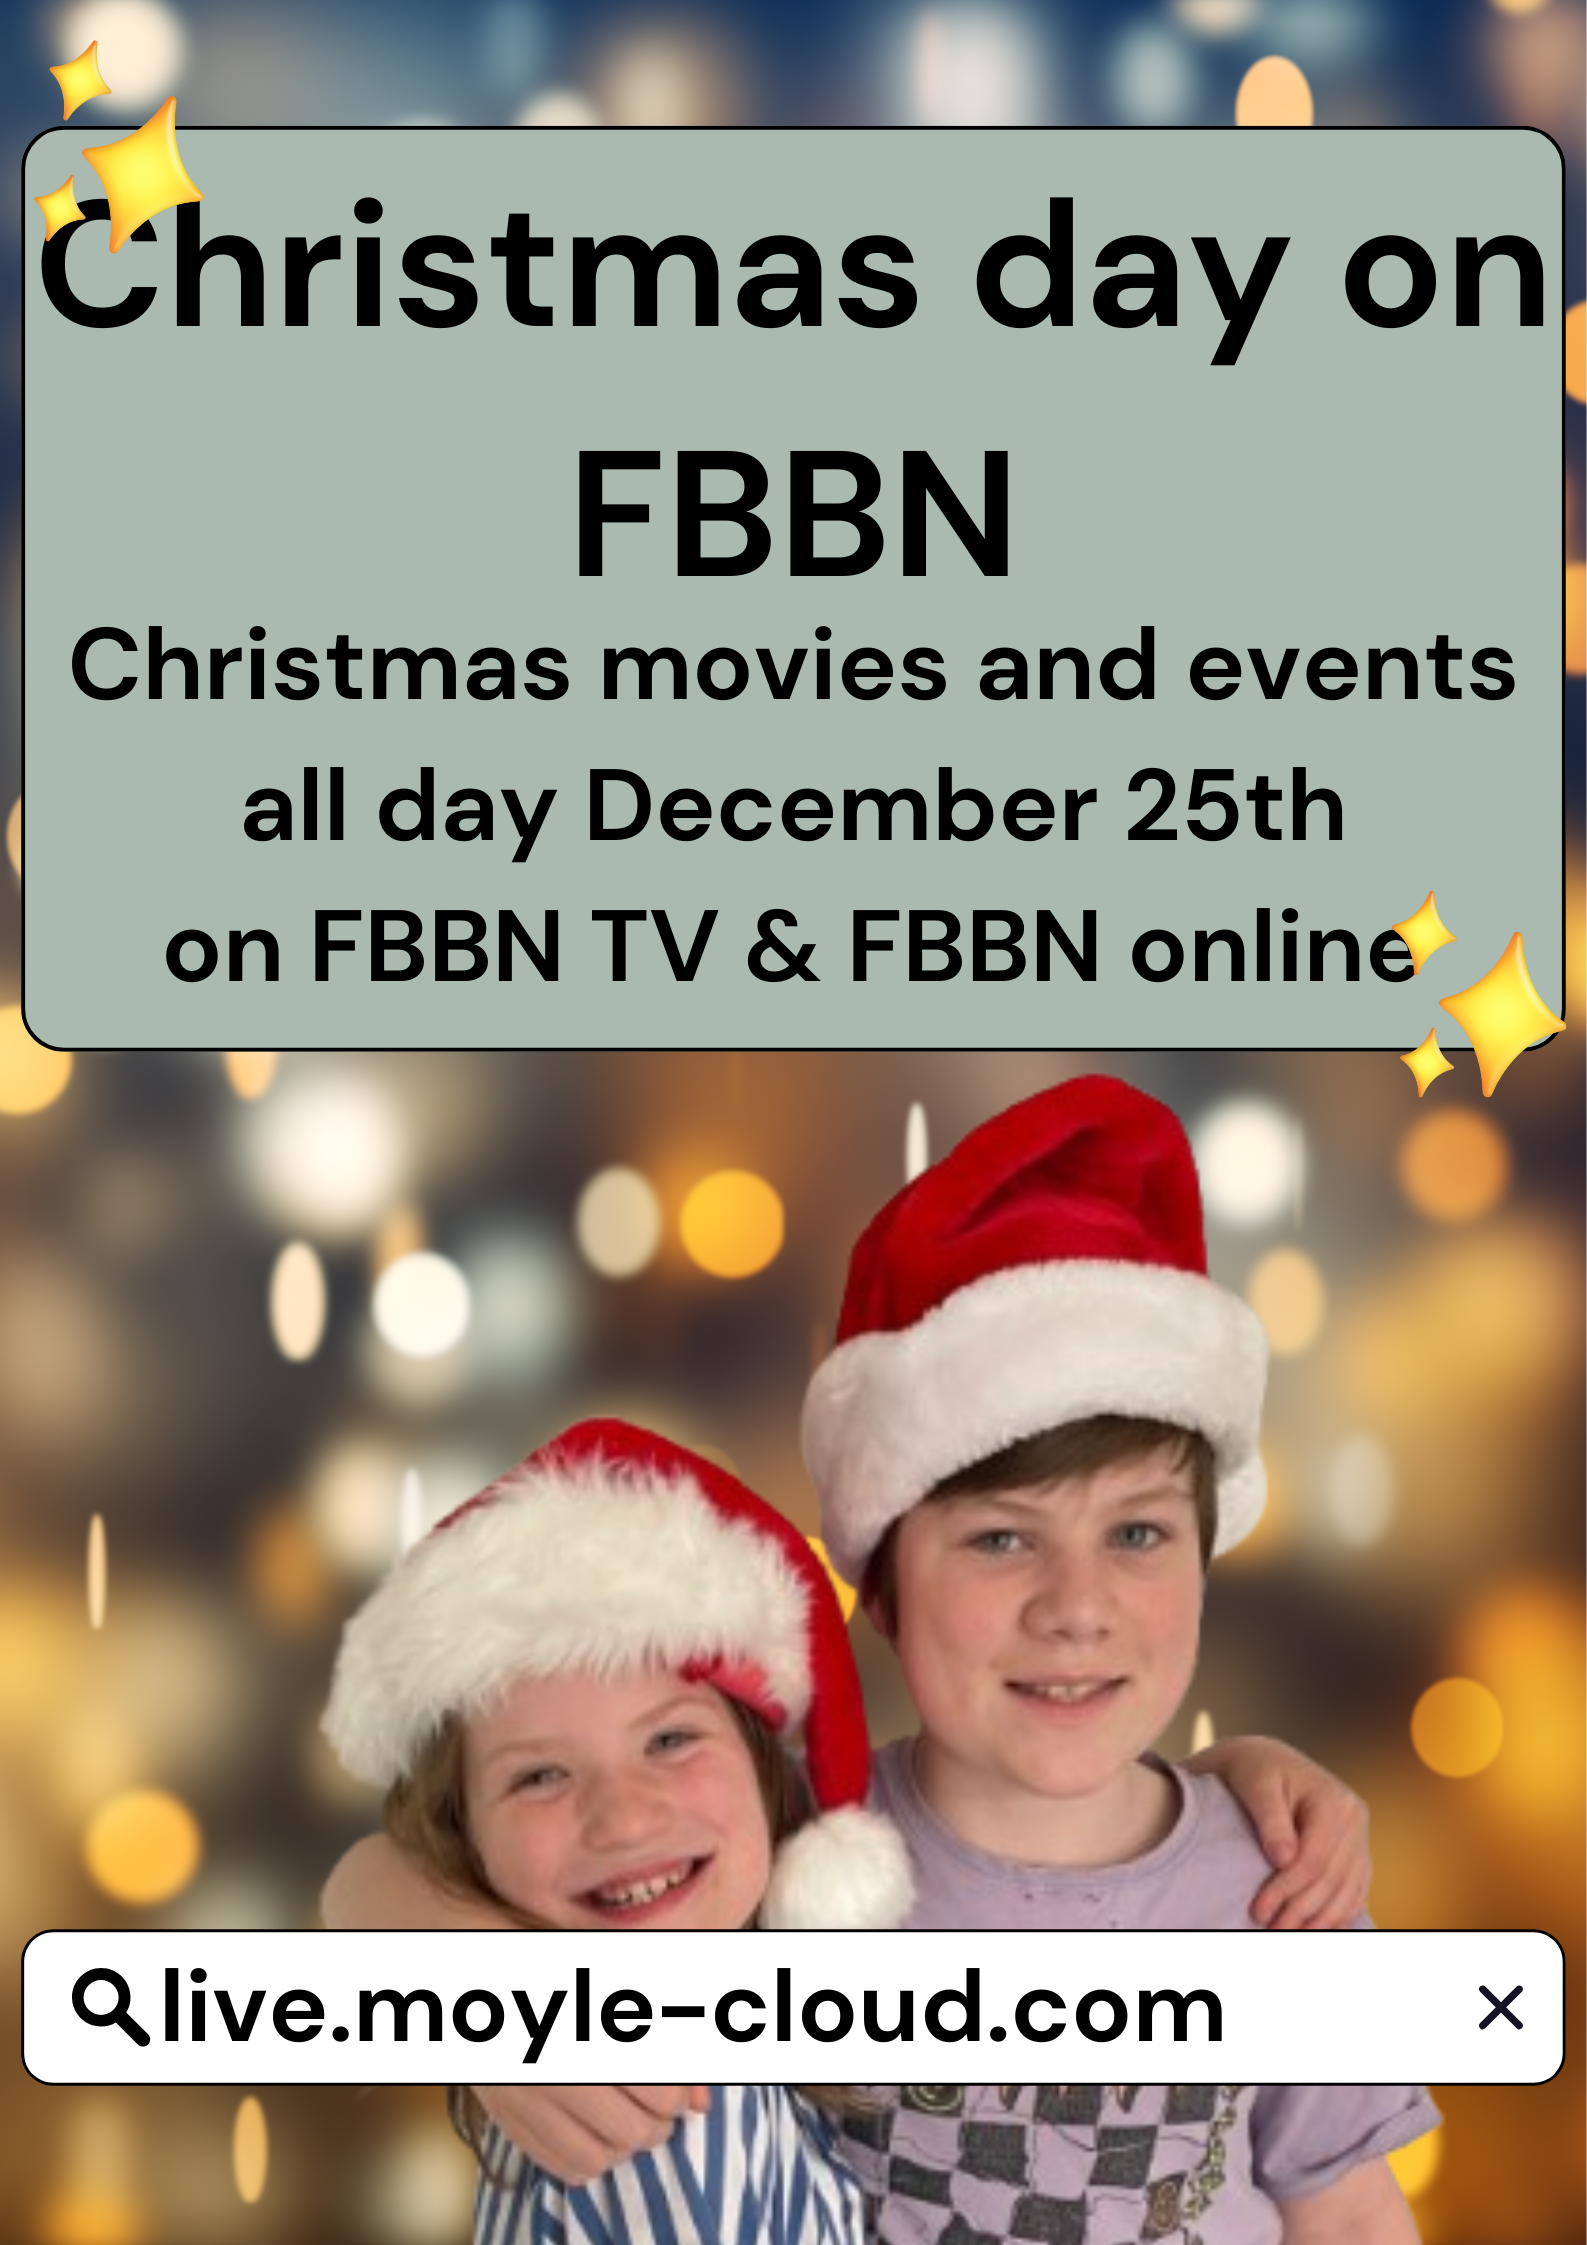 Christmas day on
FBBN
Christmas movies and events
all day December 25th
on FBBN TV & FBBN online
live.moyle-cloud.com